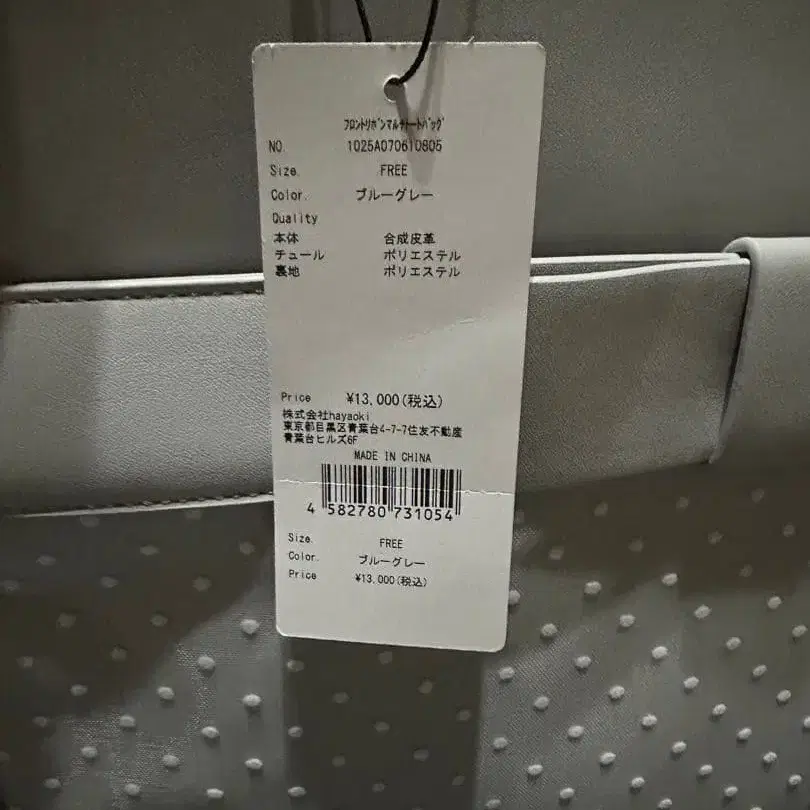 フロントリボンマルチトートバッグ
NO. 1025A070610805
Size. FREE
Color. ブルーグレー
Quality
本体 合成皮革
チュール ポリエステル
裏地 ポリエステル
Price ¥13,000(税込)
株式会社hayaoki
東京都目黒区青葉台4-7-7住友不動産
青葉台ヒルズ6F
MADE IN CHINA
4 582780 731054
Size. FREE
Color. ブルーグレー
Price ¥13,000(税込)